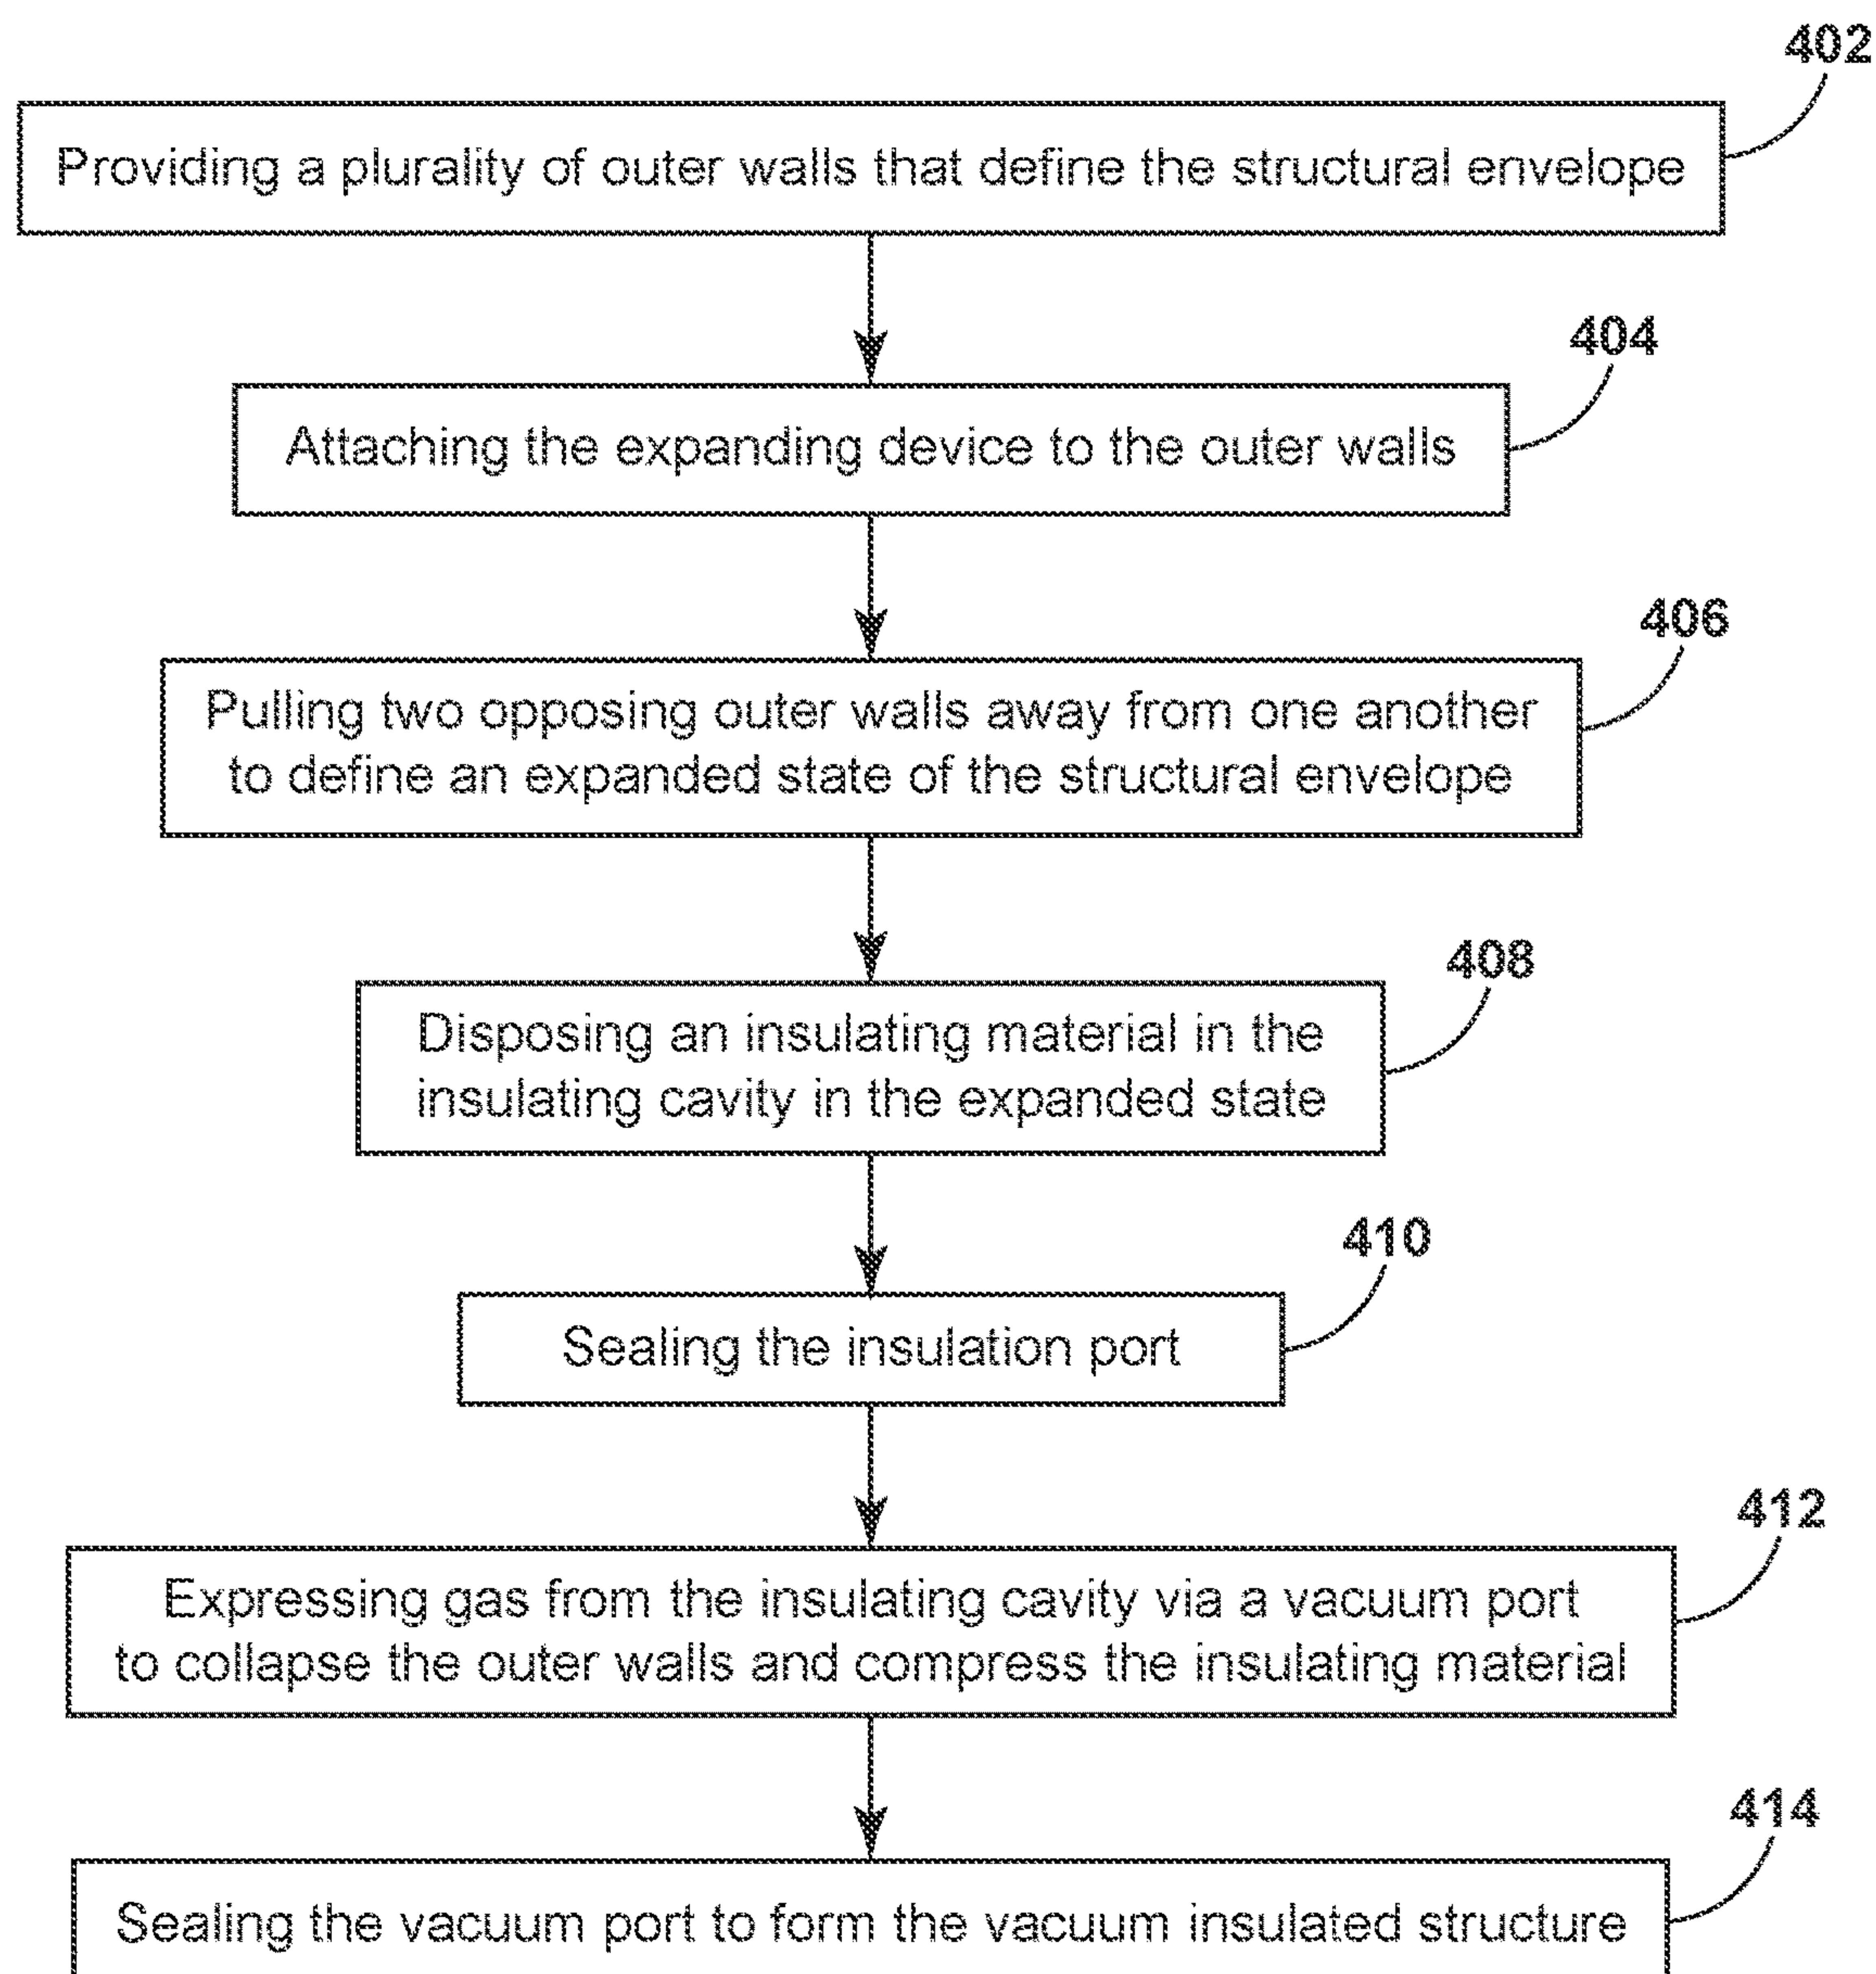 402
Providing a plurality of outer walls that define the structural envelope
404
Attaching the expanding device to the outer walls
406
Pulling two opposing outer walls away from one another
to define an expanded state of the structural envelope
408
Disposing an insulating material in the
insulating cavity in the expanded state
410
Sealing the insulation port
412
Expressing gas from the insulating cavity via a vacuum port
to collapse the outer walls and compress the insulating material
414
Sealing the vacuum port to form the vacuum insulated structure